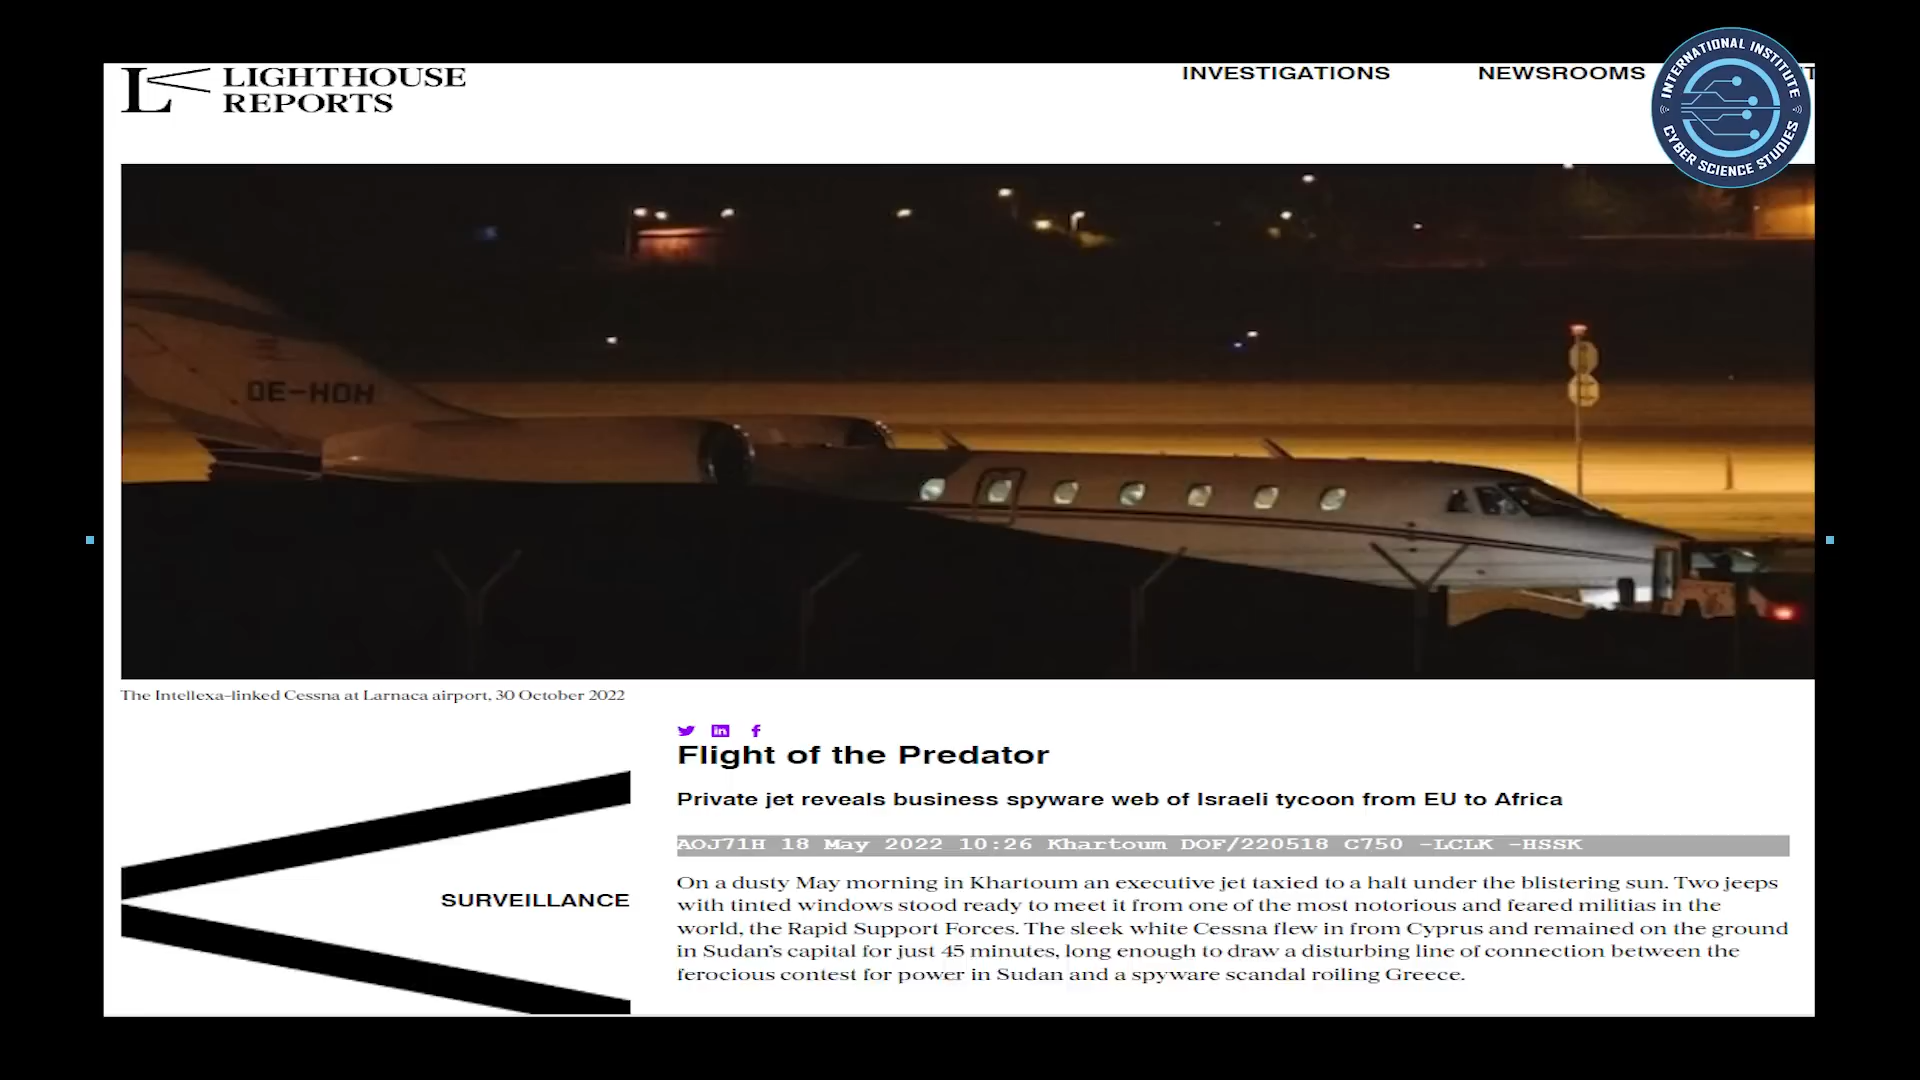 LIGHTHOUSE
REPORTS
INVESTIGATIONS
NEWSROOMS
INTERNATIONAL INSTITUTE
CYBER SCIENCE STUDIES
OE-HOH
The Intellexa-linked Cessna at Larnaca airport, 30 October 2022
Flight of the Predator
Private jet reveals business spyware web of Israeli tycoon from EU to Africa
AOJ71H 18 May 2022 10:26 Khartoum DOF/220518 C750 -LCLK -HSSK
SURVEILLANCE
On a dusty May morning in Khartoum an executive jet taxied to a halt under the blistering sun. Two jeeps
with tinted windows stood ready to meet it from one of the most notorious and feared militias in the
world, the Rapid Support Forces. The sleek white Cessna flew in from Cyprus and remained on the ground
in Sudan's capital for just 45 minutes, long enough to draw a disturbing line of connection between the
ferocious contest for power in Sudan and a spyware scandal roiling Greece.